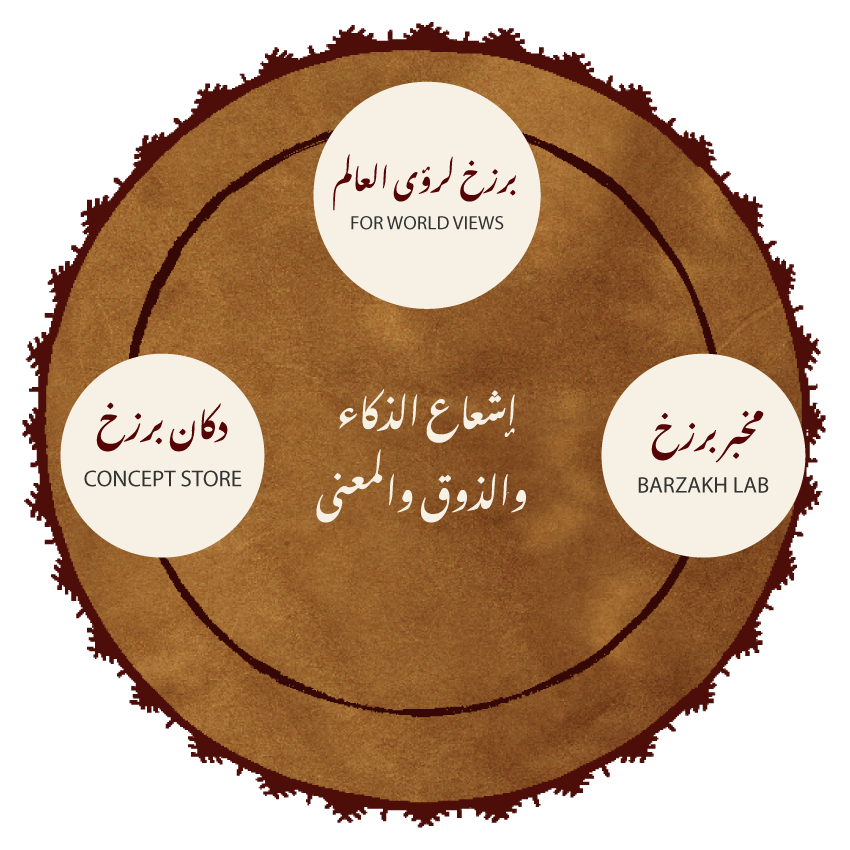 برزخ لرؤى العالم
FOR WORLD VIEWS
مخبر برزخ
BARZAKH LAB
إشعاع الذكاء
والذوق والمعنى
دكان برزخ
CONCEPT STORE